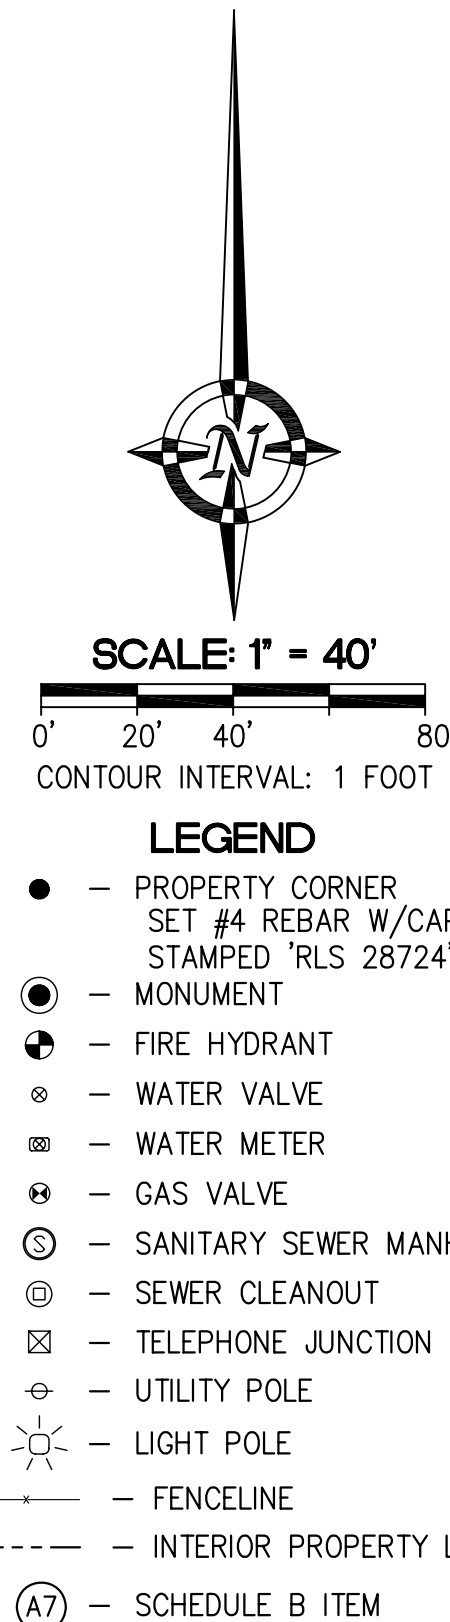 N
SCALE: 1" = 40'
0' 20' 40' 80
CONTOUR INTERVAL: 1 FOOT
LEGEND
— PROPERTY CORNER
SET #4 REBAR W/CAP
STAMPED 'RLS 28724'
— MONUMENT
— FIRE HYDRANT
— WATER VALVE
— WATER METER
— GAS VALVE
S — SANITARY SEWER MANH
— SEWER CLEANOUT
— TELEPHONE JUNCTION
— UTILITY POLE
— LIGHT POLE
x — FENCELINE
— INTERIOR PROPERTY L
A7 — SCHEDULE B ITEM